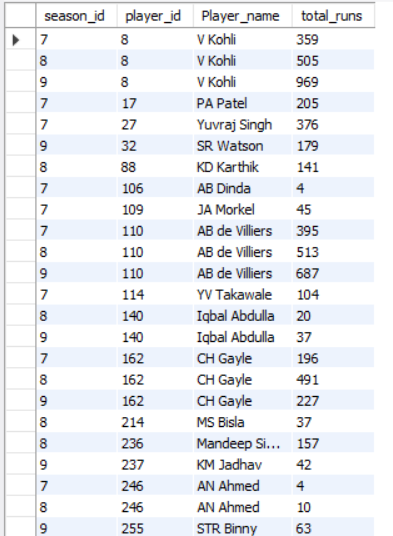 season_id player_id Player_name total_runs
7 8 V Kohli 359
8 8 V Kohli 505
9 8 V Kohli 969
7 17 PA Patel 205
7 27 Yuvraj Singh 376
9 32 SR Watson 179
8 88 KD Karthik 141
7 106 AB Dinda 4
7 109 JA Morkel 45
7 110 AB de Villiers 395
8 110 AB de Villiers 513
9 110 AB de Villiers 687
7 114 YV Takawale 104
8 140 Iqbal Abdulla 20
9 140 Iqbal Abdulla 37
7 162 CH Gayle 196
8 162 CH Gayle 491
9 162 CH Gayle 227
8 214 MS Bisla 37
8 236 Mandeep Si... 157
9 237 KM Jadhav 42
7 246 AN Ahmed 4
8 246 AN Ahmed 10
9 255 STR Binny 63